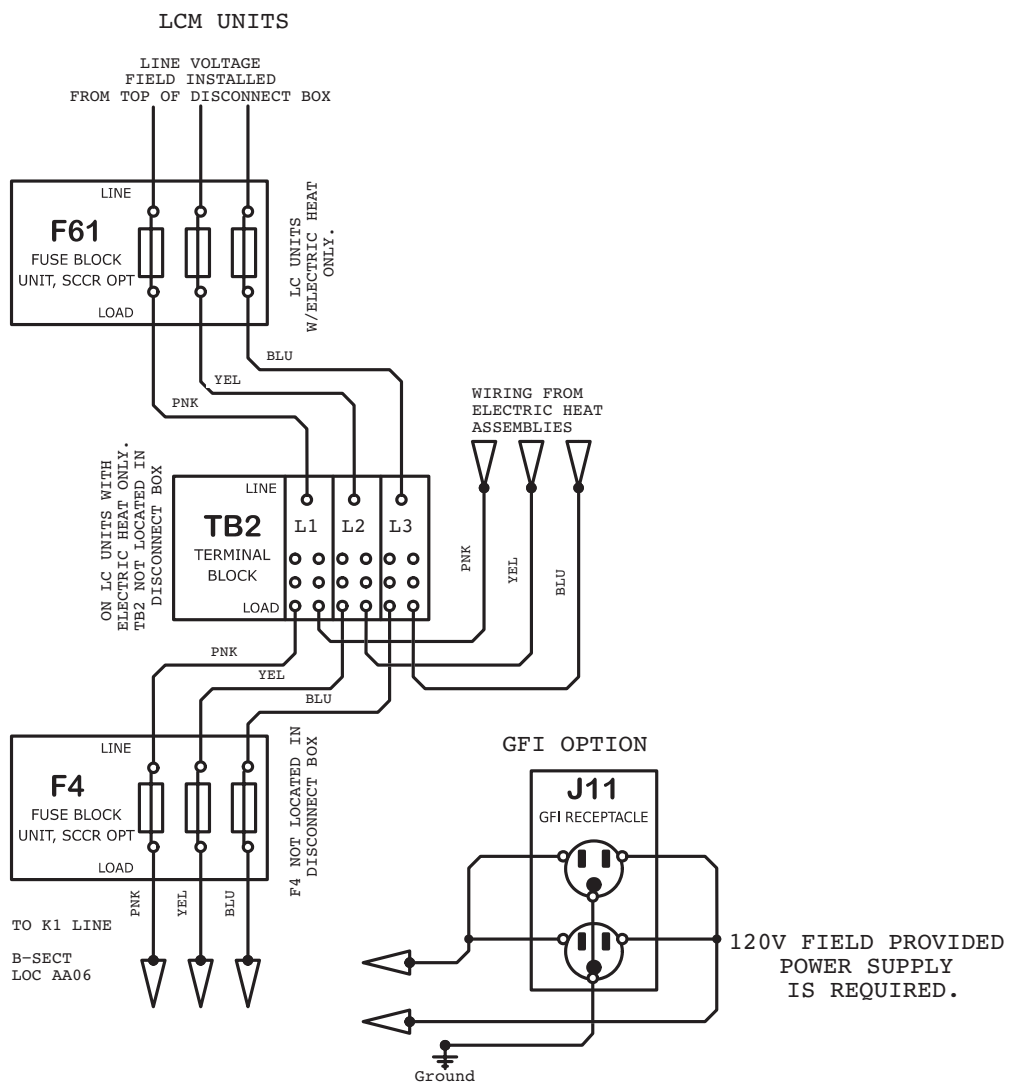 LCM UNITS
LINE VOLTAGE
FIELD INSTALLED
FROM TOP OF DISCONNECT BOX
LINE
F61
FUSE BLOCK
UNIT, SCCR OPT
LOAD
LC UNITS
W/ELECTRIC HEAT
ONLY.
BLU
YEL
PNK
WIRING FROM
ELECTRIC HEAT
ASSEMBLIES
ON LC UNITS WITH
ELECTRIC HEAT ONLY.
TB2 NOT LOCATED IN
DISCONNECT BOX
LINE
TB2
TERMINAL
BLOCK
LOAD
L1
L2
L3
PNK
YEL
BLU
PNK
YEL
BLU
LINE
F4
FUSE BLOCK
UNIT, SCCR OPT
LOAD
F4 NOT LOCATED IN
DISCONNECT BOX
PNK
YEL
BLU
TO K1 LINE
B-SECT
LOC AA06
GFI OPTION
J11
GFI RECEPTACLE
120V FIELD PROVIDED
POWER SUPPLY
IS REQUIRED.
Ground